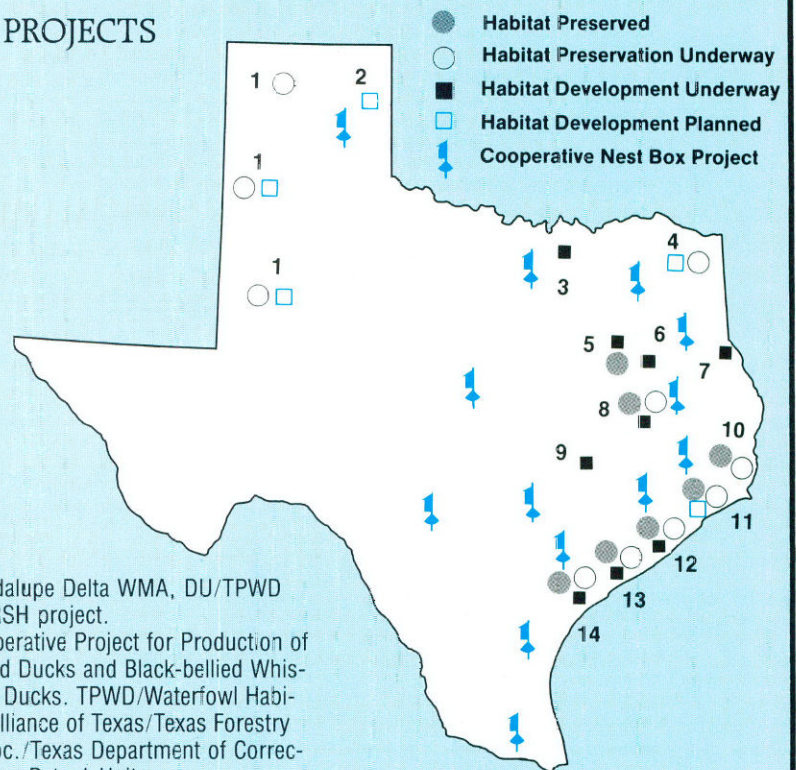 PROJECTS
Habitat Preserved
Habitat Preservation Underway
Habitat Development Underway
Habitat Development Planned
Cooperative Nest Box Project
1
2
1
1
3
4
5
6
7
8
9
10
11
12
13
14
dalupe Delta WMA, DU/TPWD
RSH project.
perative Project for Production of
d Ducks and Black-bellied Whis-
Ducks. TPWD/Waterfowl Habi-
lliance of Texas/Texas Forestry
oc./Texas Department of Correc-